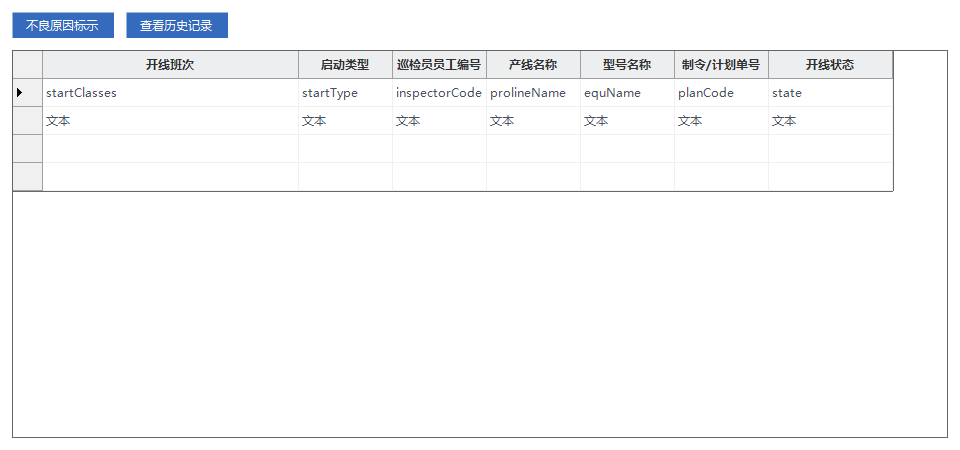 不良原因标示 查看历史记录
开线班次 启动类型 巡检员员工编号 产线名称 型号名称 制令/计划单号 开线状态
startClasses startType inspectorCode prolineName equName planCode state
文本 文本 文本 文本 文本 文本 文本